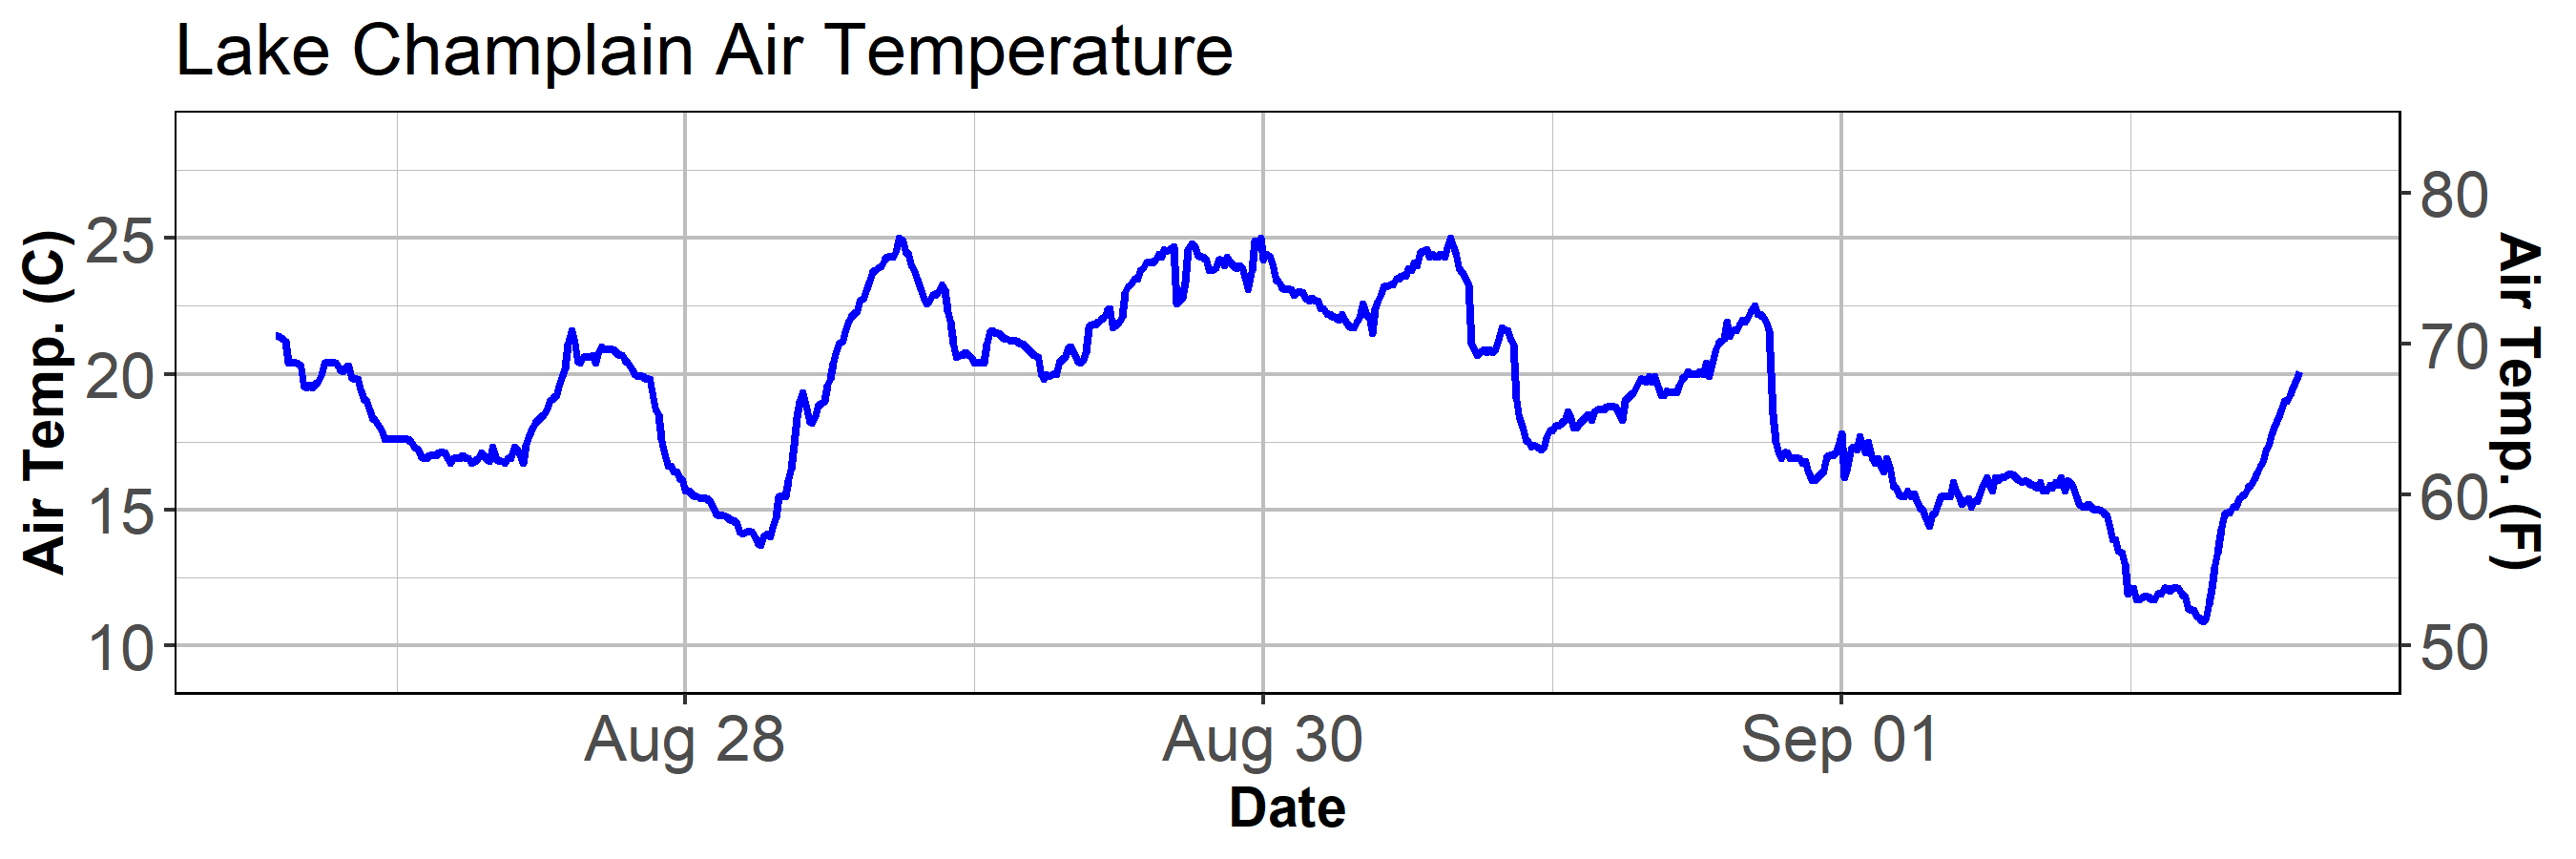 Lake Champlain Air Temperature
Air Temp. (C)
25
20
15
10
80
70
60
50
Air Temp. (F)
Aug 28
Aug 30
Sep 01
Date